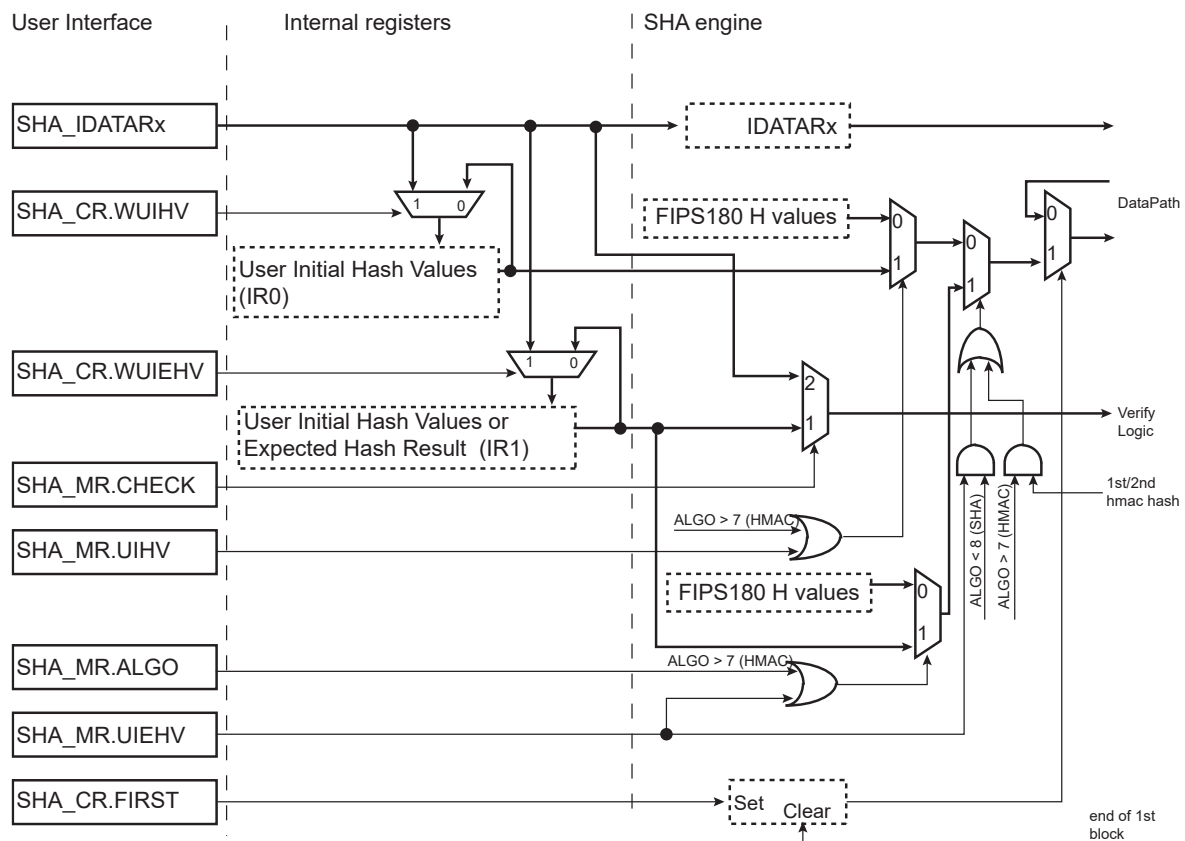 User Interface
Internal registers
SHA engine
SHA_IDATARx
IDATARx
SHA_CR.WUIHV
1
0
FIPS180 H values
0
1
0
1
0
1
DataPath
User Initial Hash Values
(IR0)
SHA_CR.WUIEHV
1
0
2
1
User Initial Hash Values or
Expected Hash Result (IR1)
Verify
Logic
SHA_MR.CHECK
1st/2nd
hmac hash
ALGO > 7 (HMAC)
SHA_MR.UIHV
ALGO < 8 (SHA)
ALGO > 7 (HMAC)
FIPS180 H values
0
1
SHA_MR.ALGO
ALGO > 7 (HMAC)
SHA_MR.UIEHV
SHA_CR.FIRST
Set
Clear
end of 1st
block